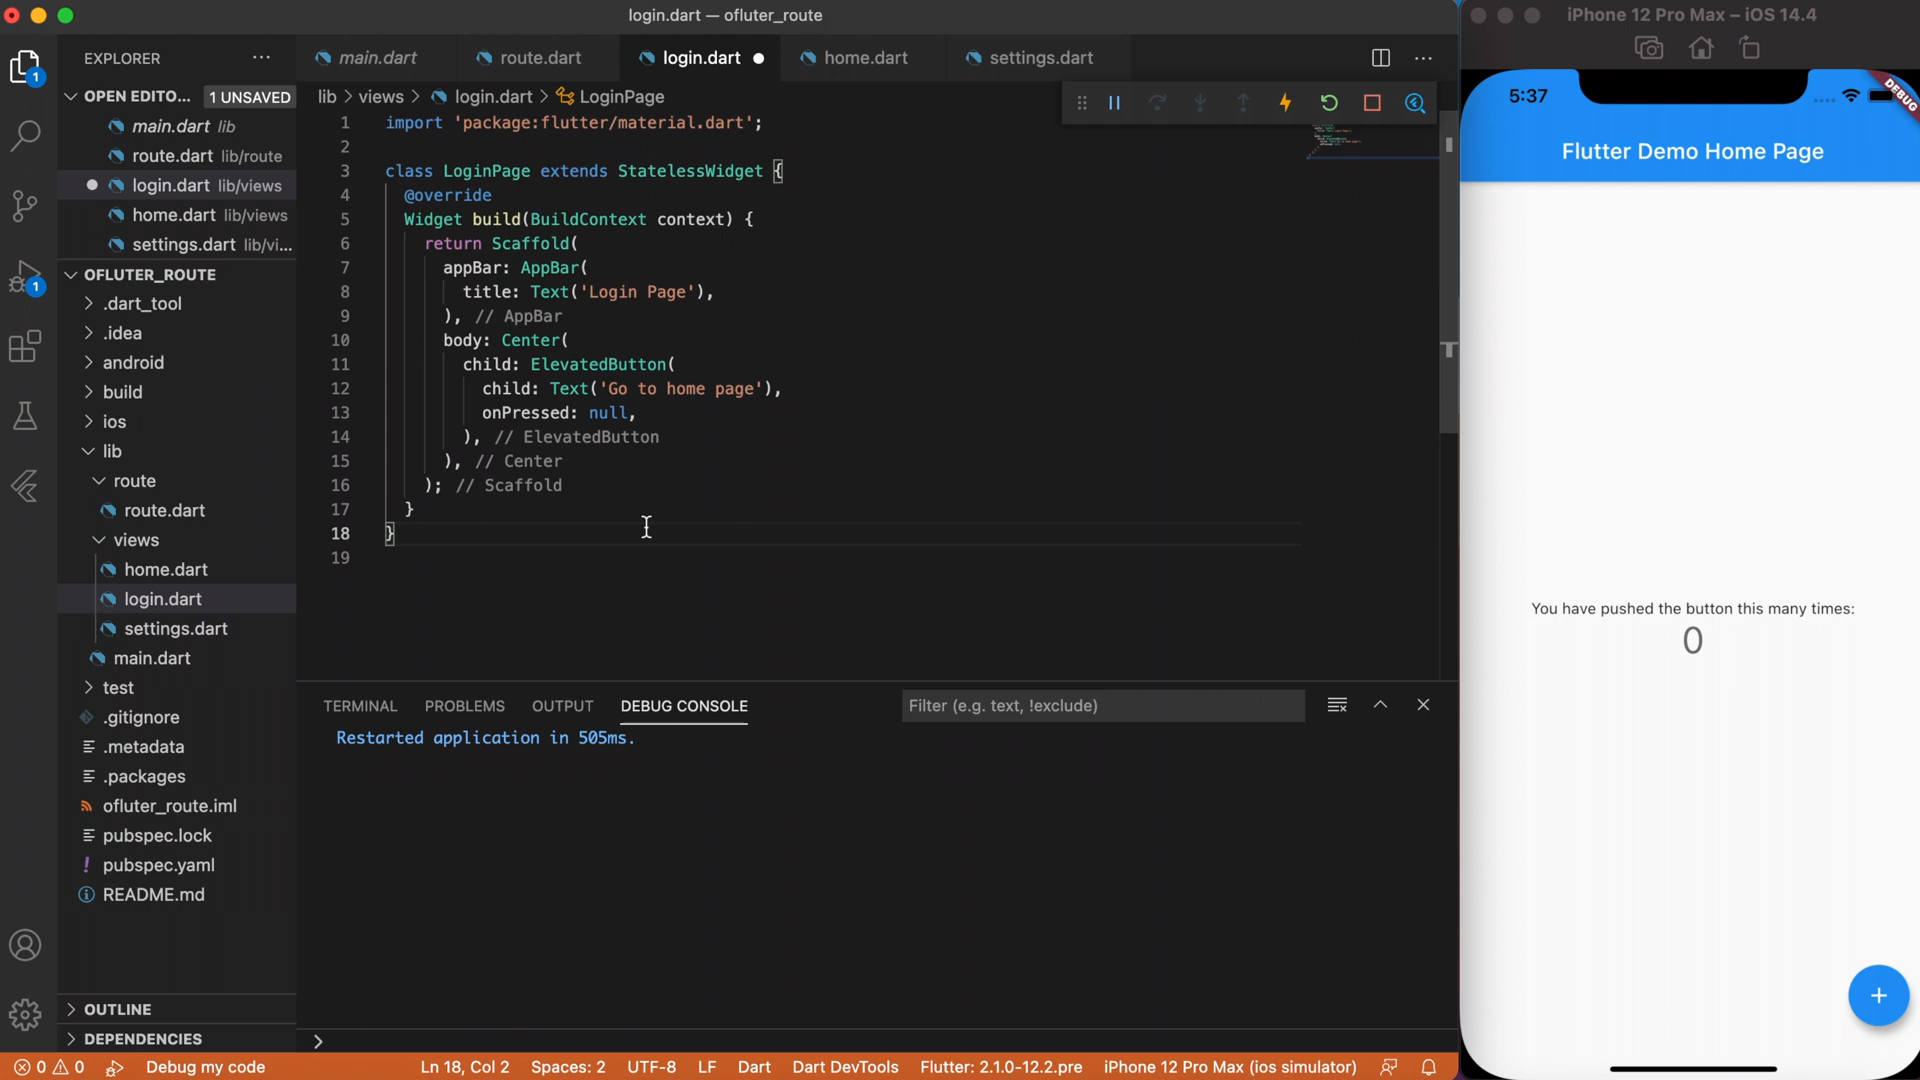 login.dart — ofluter_route
iPhone 12 Pro Max – iOS 14.4
EXPLORER
main.dart
route.dart
login.dart
home.dart
settings.dart
1
OPEN EDITO...
1 UNSAVED
lib > views > login.dart > LoginPage
main.dart lib
route.dart lib/route
login.dart lib/views
home.dart lib/views
settings.dart lib/vi...
OFLUTER_ROUTE
.dart_tool
.idea
android
build
ios
lib
route
route.dart
views
home.dart
login.dart
settings.dart
main.dart
test
.gitignore
.metadata
.packages
ofluter_route.iml
pubspec.lock
pubspec.yaml
README.md
OUTLINE
DEPENDENCIES
1
1 import 'package:flutter/material.dart';
2
3 class LoginPage extends StatelessWidget {
4 @override
5 Widget build(BuildContext context) {
6 return Scaffold(
7 appBar: AppBar(
8 title: Text('Login Page'),
9 ), // AppBar
10 body: Center(
11 child: ElevatedButton(
12 child: Text('Go to home page'),
13 onPressed: null,
14 ), // ElevatedButton
15 ), // Center
16 ); // Scaffold
17 }
18 }
19
TERMINAL
PROBLEMS
OUTPUT
DEBUG CONSOLE
Filter (e.g. text, !exclude)
Restarted application in 505ms.
0 0
Debug my code
Ln 18, Col 2
Spaces: 2
UTF-8
LF
Dart
Dart DevTools
Flutter: 2.1.0-12.2.pre
iPhone 12 Pro Max (ios simulator)
5:37
DEBUG
Flutter Demo Home Page
You have pushed the button this many times:
0
+